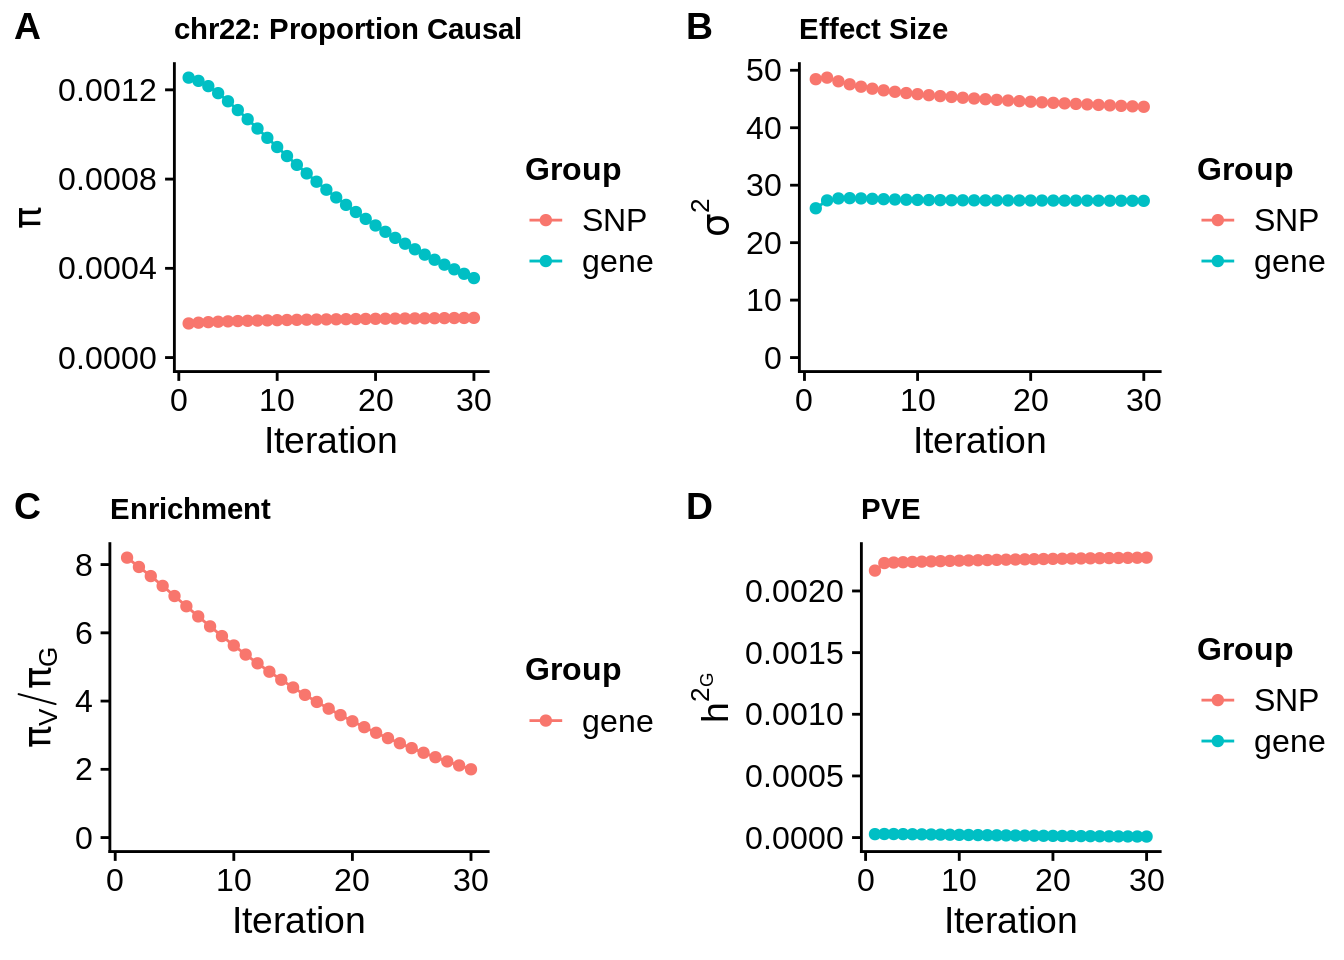 A
chr22: Proportion Causal
π
0.0012
0.0008
0.0004
0.0000
0 10 20 30
Iteration
Group
SNP
gene
B
Effect Size
σ²
50
40
30
20
10
0
0 10 20 30
Iteration
Group
SNP
gene
C
Enrichment
πV/πG
8
6
4
2
0
0 10 20 30
Iteration
Group
gene
D
PVE
h²G
0.0020
0.0015
0.0010
0.0005
0.0000
0 10 20 30
Iteration
Group
SNP
gene